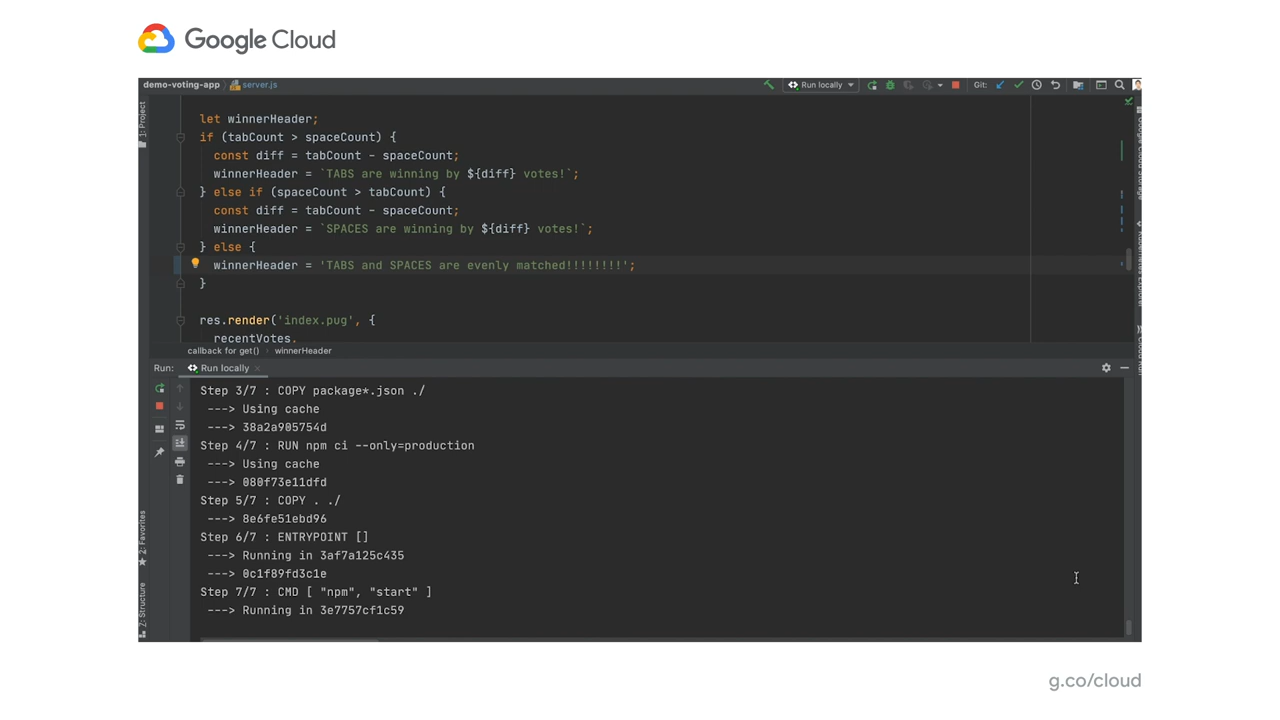 Google Cloud
demo-voting-app server.js Run locally Git:
1: Project
let winnerHeader;
if (tabCount > spaceCount) {
const diff = tabCount - spaceCount;
winnerHeader = `TABS are winning by ${diff} votes!`;
} else if (spaceCount > tabCount) {
const diff = tabCount - spaceCount;
winnerHeader = `SPACES are winning by ${diff} votes!`;
} else {
winnerHeader = 'TABS and SPACES are evenly matched!!!!!!!!';
}
res.render('index.pug', {
recentVotes,
callback for get() winnerHeader
Run: Run locally
Step 3/7 : COPY package*.json ./
---> Using cache
---> 38a2a905754d
Step 4/7 : RUN npm ci --only=production
---> Using cache
---> 080f73e11dfd
Step 5/7 : COPY . ./
---> 8e6fe51ebd96
Step 6/7 : ENTRYPOINT []
---> Running in 3af7a125c435
---> 0c1f89fd3c1e
Step 7/7 : CMD [ "npm", "start" ]
---> Running in 3e7757cf1c59
2: Favorites
Z: Structure
g.co/cloud